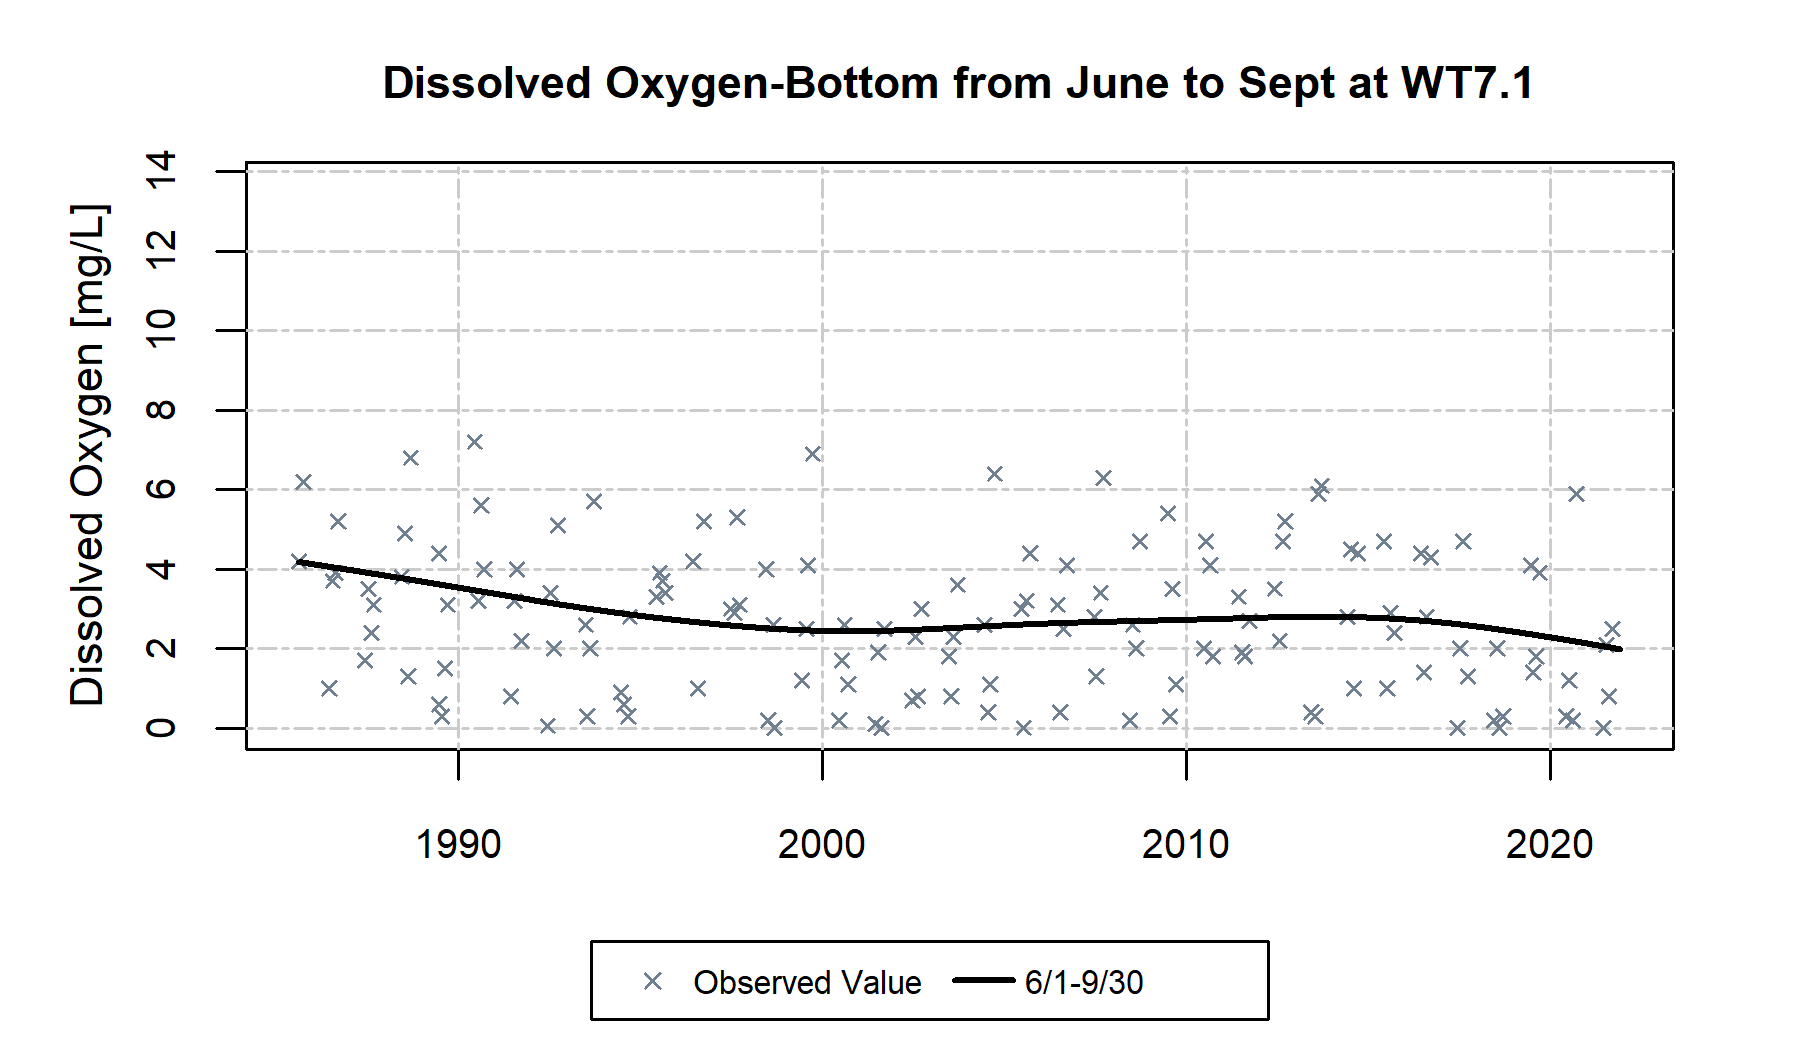 Dissolved Oxygen-Bottom from June to Sept at WT7.1
Dissolved Oxygen [mg/L]
14
12
10
8
6
4
2
0
1990 2000 2010 2020
Observed Value 6/1-9/30